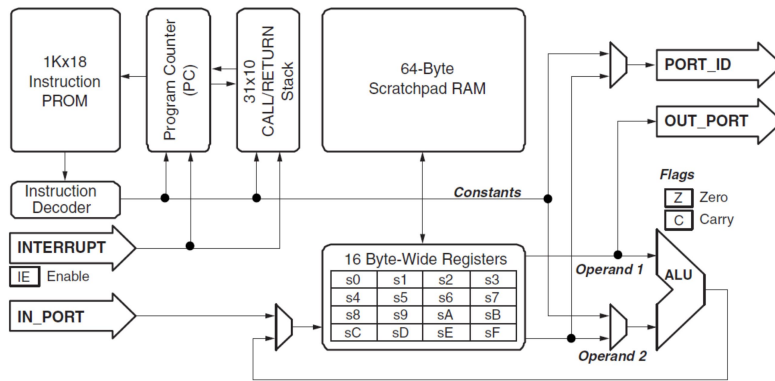 1Kx18
Instruction
PROM
Program Counter
(PC)
31x10
CALL/RETURN
Stack
64-Byte
Scratchpad RAM
PORT_ID
OUT_PORT
Instruction
Decoder
Constants
Flags
Z Zero
C Carry
INTERRUPT
IE Enable
IN_PORT
16 Byte-Wide Registers
s0 s1 s2 s3
s4 s5 s6 s7
s8 s9 sA sB
sC sD sE sF
Operand 1
ALU
Operand 2